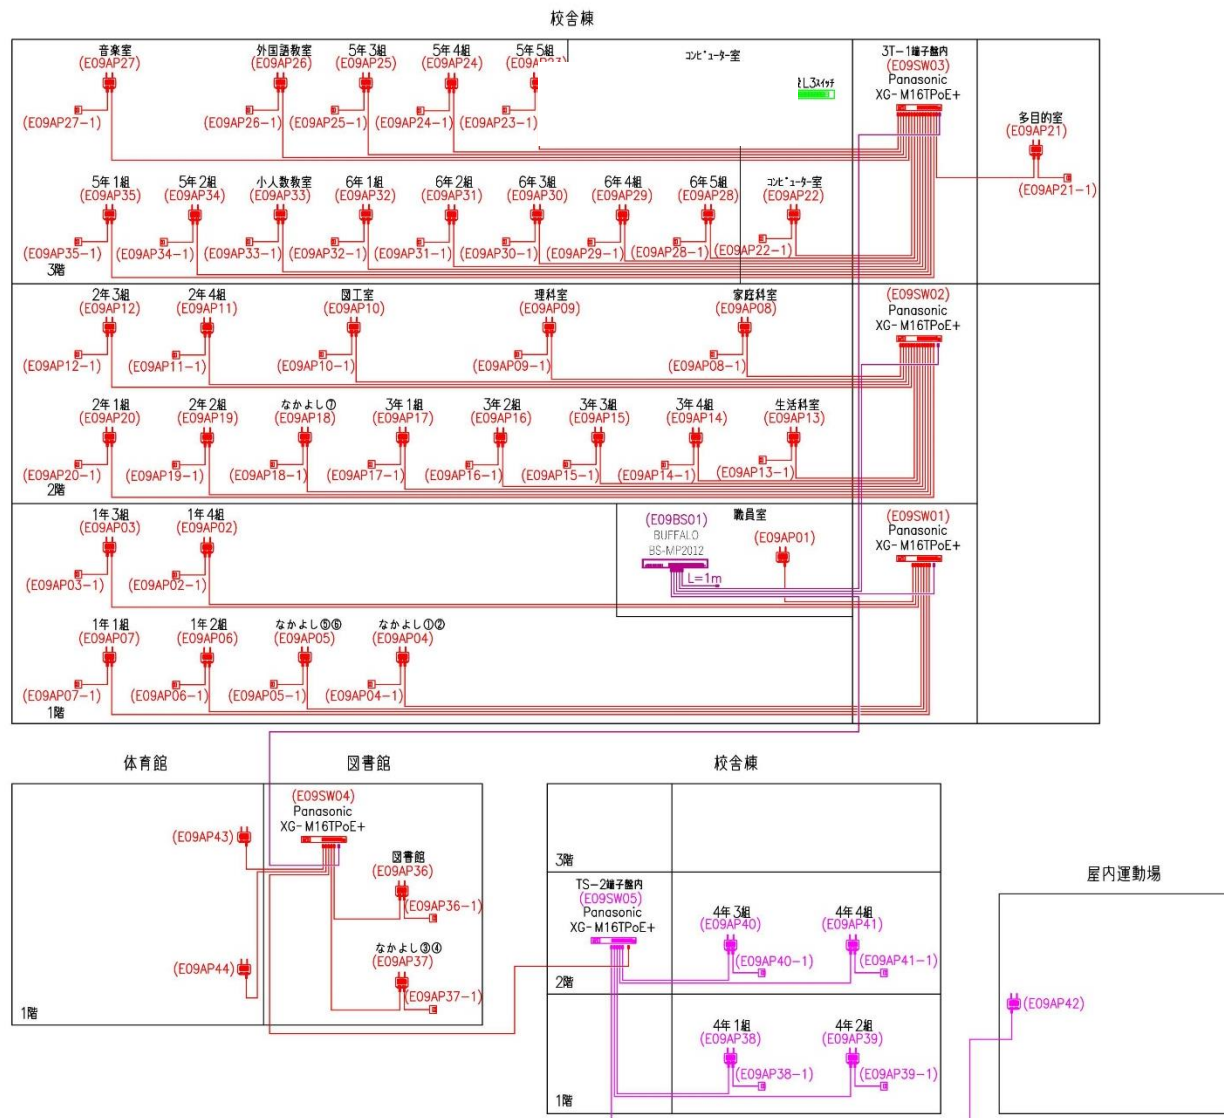 校舎棟
音楽室
(E09AP27)
(E09AP27-1)
外国語教室
(E09AP26)
(E09AP26-1)
5年3組
(E09AP25)
(E09AP25-1)
5年4組
(E09AP24)
(E09AP24-1)
5年5組
(E09AP23-1)
ｺﾝﾋﾟｭｰﾀｰ室
L3ｽｲｯﾁ
3T-1端子盤内
(E09SW03)
Panasonic
XG-M16TPoE+
多目的室
(E09AP21)
(E09AP21-1)
5年1組
(E09AP35)
(E09AP35-1)
5年2組
(E09AP34)
(E09AP34-1)
小人数教室
(E09AP33)
(E09AP33-1)
6年1組
(E09AP32)
(E09AP32-1)
6年2組
(E09AP31)
(E09AP31-1)
6年3組
(E09AP30)
(E09AP30-1)
6年4組
(E09AP29)
(E09AP29-1)
6年5組
(E09AP28)
(E09AP28-1)
ｺﾝﾋﾟｭｰﾀｰ室
(E09AP22)
(E09AP22-1)
3階
2年3組
(E09AP12)
(E09AP12-1)
2年4組
(E09AP11)
(E09AP11-1)
図工室
(E09AP10)
(E09AP10-1)
理科室
(E09AP09)
(E09AP09-1)
家庭科室
(E09AP08)
(E09AP08-1)
(E09SW02)
Panasonic
XG-M16TPoE+
2年1組
(E09AP20)
(E09AP20-1)
2年2組
(E09AP19)
(E09AP19-1)
なかよし⑦
(E09AP18)
(E09AP18-1)
3年1組
(E09AP17)
(E09AP17-1)
3年2組
(E09AP16)
(E09AP16-1)
3年3組
(E09AP15)
(E09AP15-1)
3年4組
(E09AP14)
(E09AP14-1)
生活科室
(E09AP13)
(E09AP13-1)
2階
1年3組
(E09AP03)
(E09AP03-1)
1年4組
(E09AP02)
(E09AP02-1)
(E09BS01)
BUFFALO
BS-MP2012
L=1m
職員室
(E09AP01)
(E09SW01)
Panasonic
XG-M16TPoE+
1年1組
(E09AP07)
(E09AP07-1)
1年2組
(E09AP06)
(E09AP06-1)
なかよし⑤⑥
(E09AP05)
(E09AP05-1)
なかよし①②
(E09AP04)
(E09AP04-1)
1階
体育館
図書館
(E09AP43)
(E09AP44)
1階
(E09SW04)
Panasonic
XG-M16TPoE+
図書館
(E09AP36)
(E09AP36-1)
なかよし③④
(E09AP37)
(E09AP37-1)
校舎棟
3階
TS-2端子盤内
(E09SW05)
Panasonic
XG-M16TPoE+
4年3組
(E09AP40)
(E09AP40-1)
4年4組
(E09AP41)
(E09AP41-1)
2階
4年1組
(E09AP38)
(E09AP38-1)
4年2組
(E09AP39)
(E09AP39-1)
1階
屋内運動場
(E09AP42)